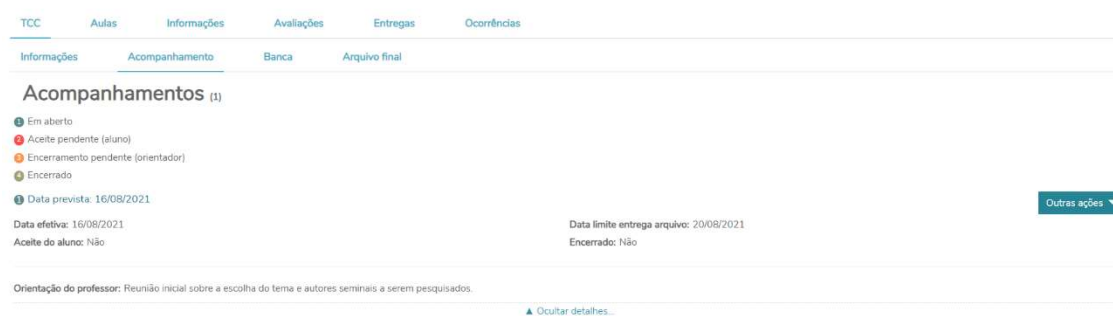 TCC Aulas Informações Avaliações Entregas Ocorrências
Informações Acompanhamento Banca Arquivo final
Acompanhamentos (1)
1 Em aberto
2 Aceite pendente (aluno)
3 Encerramento pendente (orientador)
4 Encerrado
1 Data prevista: 16/08/2021
Outras ações
Data efetiva: 16/08/2021 Data limite entrega arquivo: 20/08/2021
Aceite do aluno: Não Encerrado: Não
Orientação do professor: Reunião inicial sobre a escolha do tema e autores seminais a serem pesquisados.
▲ Ocultar detalhes...